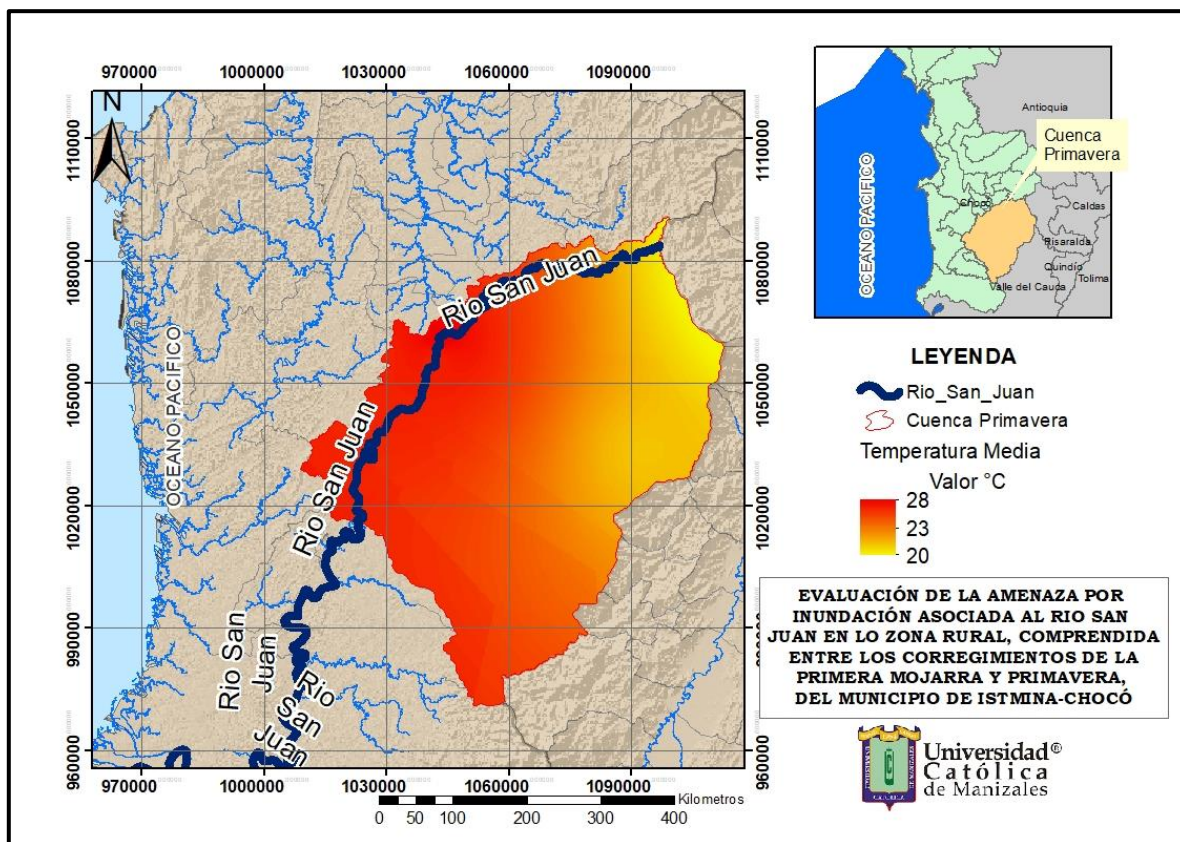 970000 1000000 1030000 1060000 1090000
N
1110000
1080000
1050000
1020000
990000
960000
1110000
1080000
1050000
1020000
960000
OCEANO PACIFICO
Rio San Juan
Rio San Juan
Rio San
Juan
Rio
San
Juan
970000 1000000 1030000 1060000 1090000
Kilometros
0 50 100 200 300 400
Antioquia
Cuenca
Primavera
OCEANO PACIFICO
Chocó
Caldas
Risaralda
Quindío
Tolima
Valle del Cauca
LEYENDA
Rio_San_Juan
Cuenca Primavera
Temperatura Media
Valor °C
28
23
20
EVALUACIÓN DE LA AMENAZA POR
INUNDACIÓN ASOCIADA AL RIO SAN
JUAN EN LO ZONA RURAL, COMPRENDIDA
ENTRE LOS CORREGIMIENTOS DE LA
PRIMERA MOJARRA Y PRIMAVERA,
DEL MUNICIPIO DE ISTMINA-CHOCÓ
Universidad®
Católica
de Manizales